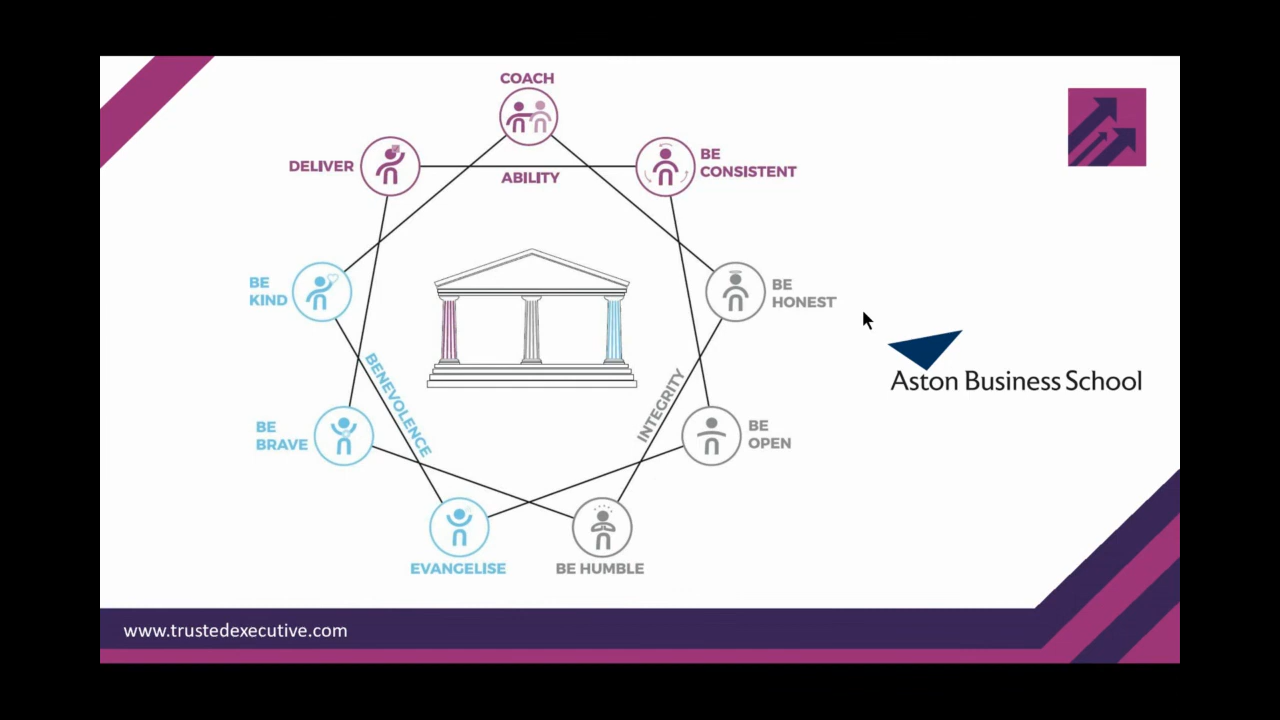 COACH
DELIVER
BE
CONSISTENT
ABILITY
BE
KIND
BE
HONEST
BENEVOLENCE
INTEGRITY
Aston Business School
BE
BRAVE
BE
OPEN
EVANGELISE
BE HUMBLE
www.trustedexecutive.com